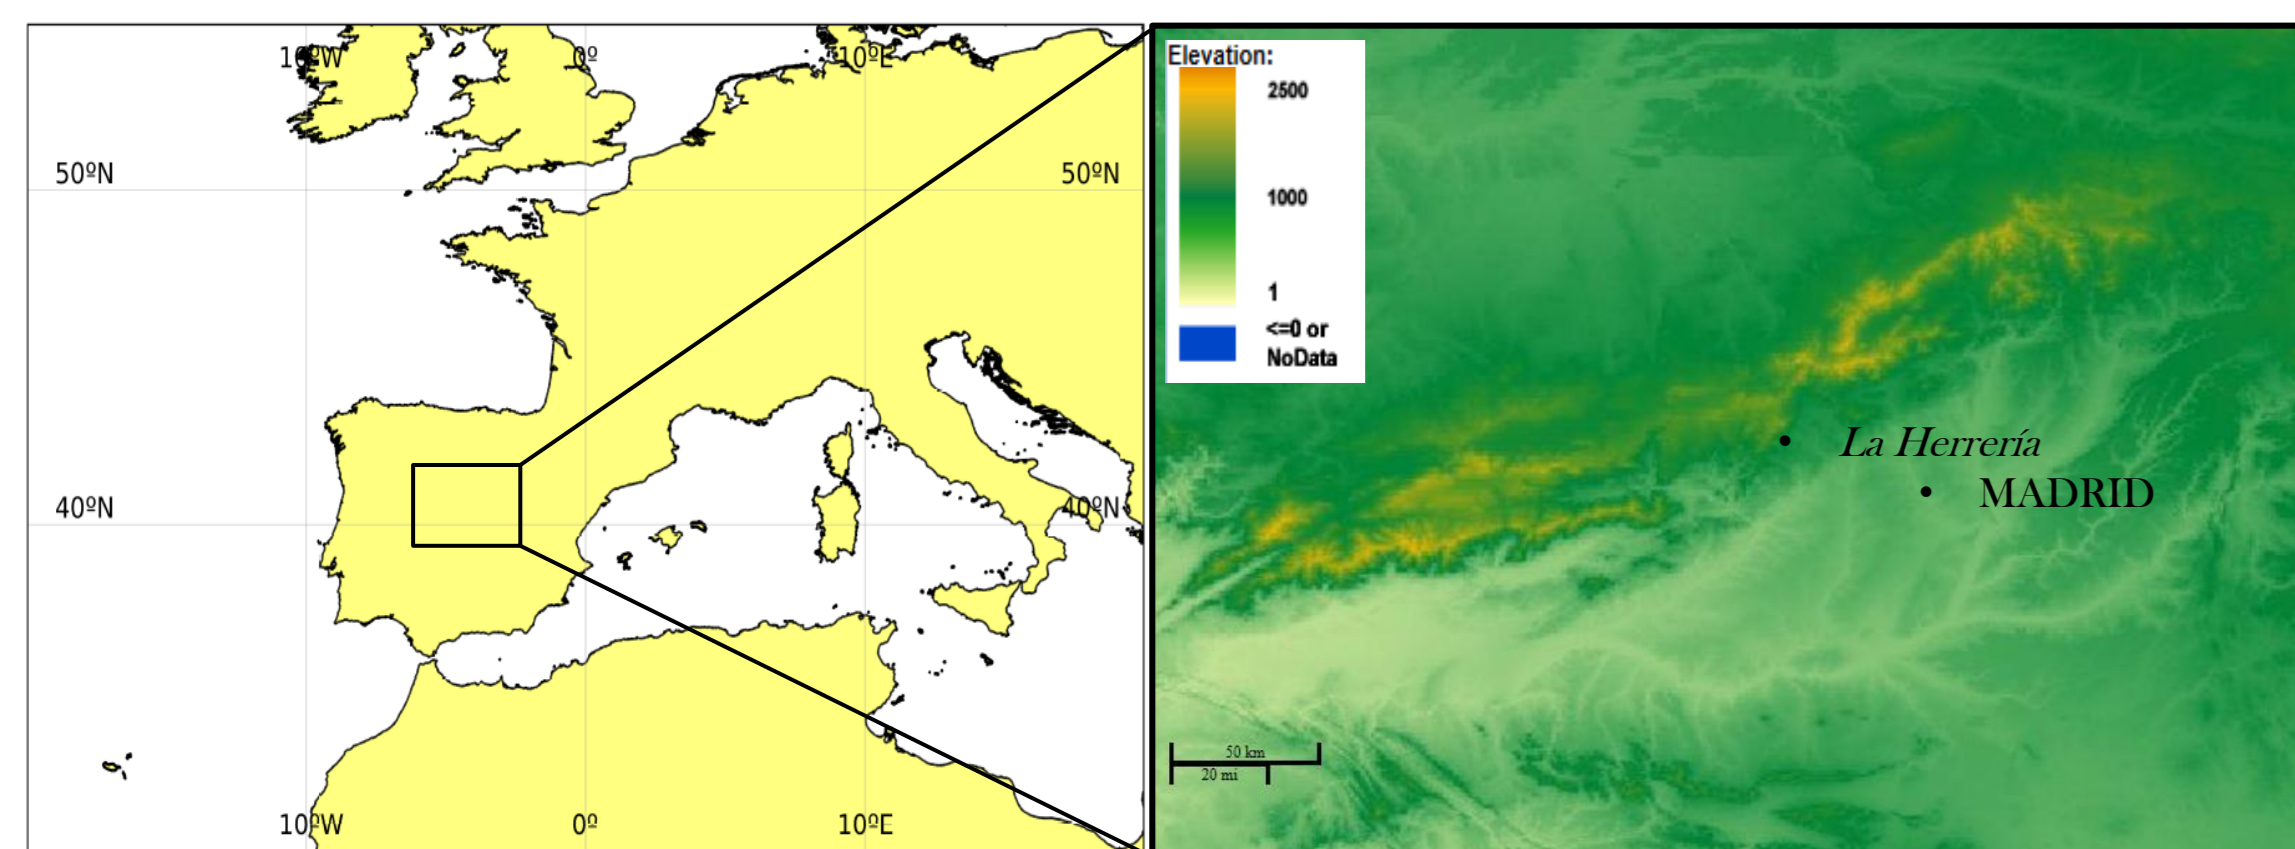 10ºW
0º
10ºE
50ºN
50ºN
40ºN
40ºN
10ºW
0º
10ºE
Elevation:
2500
1000
1
<=0 or
NoData
La Herrería
MADRID
50 km
20 mi